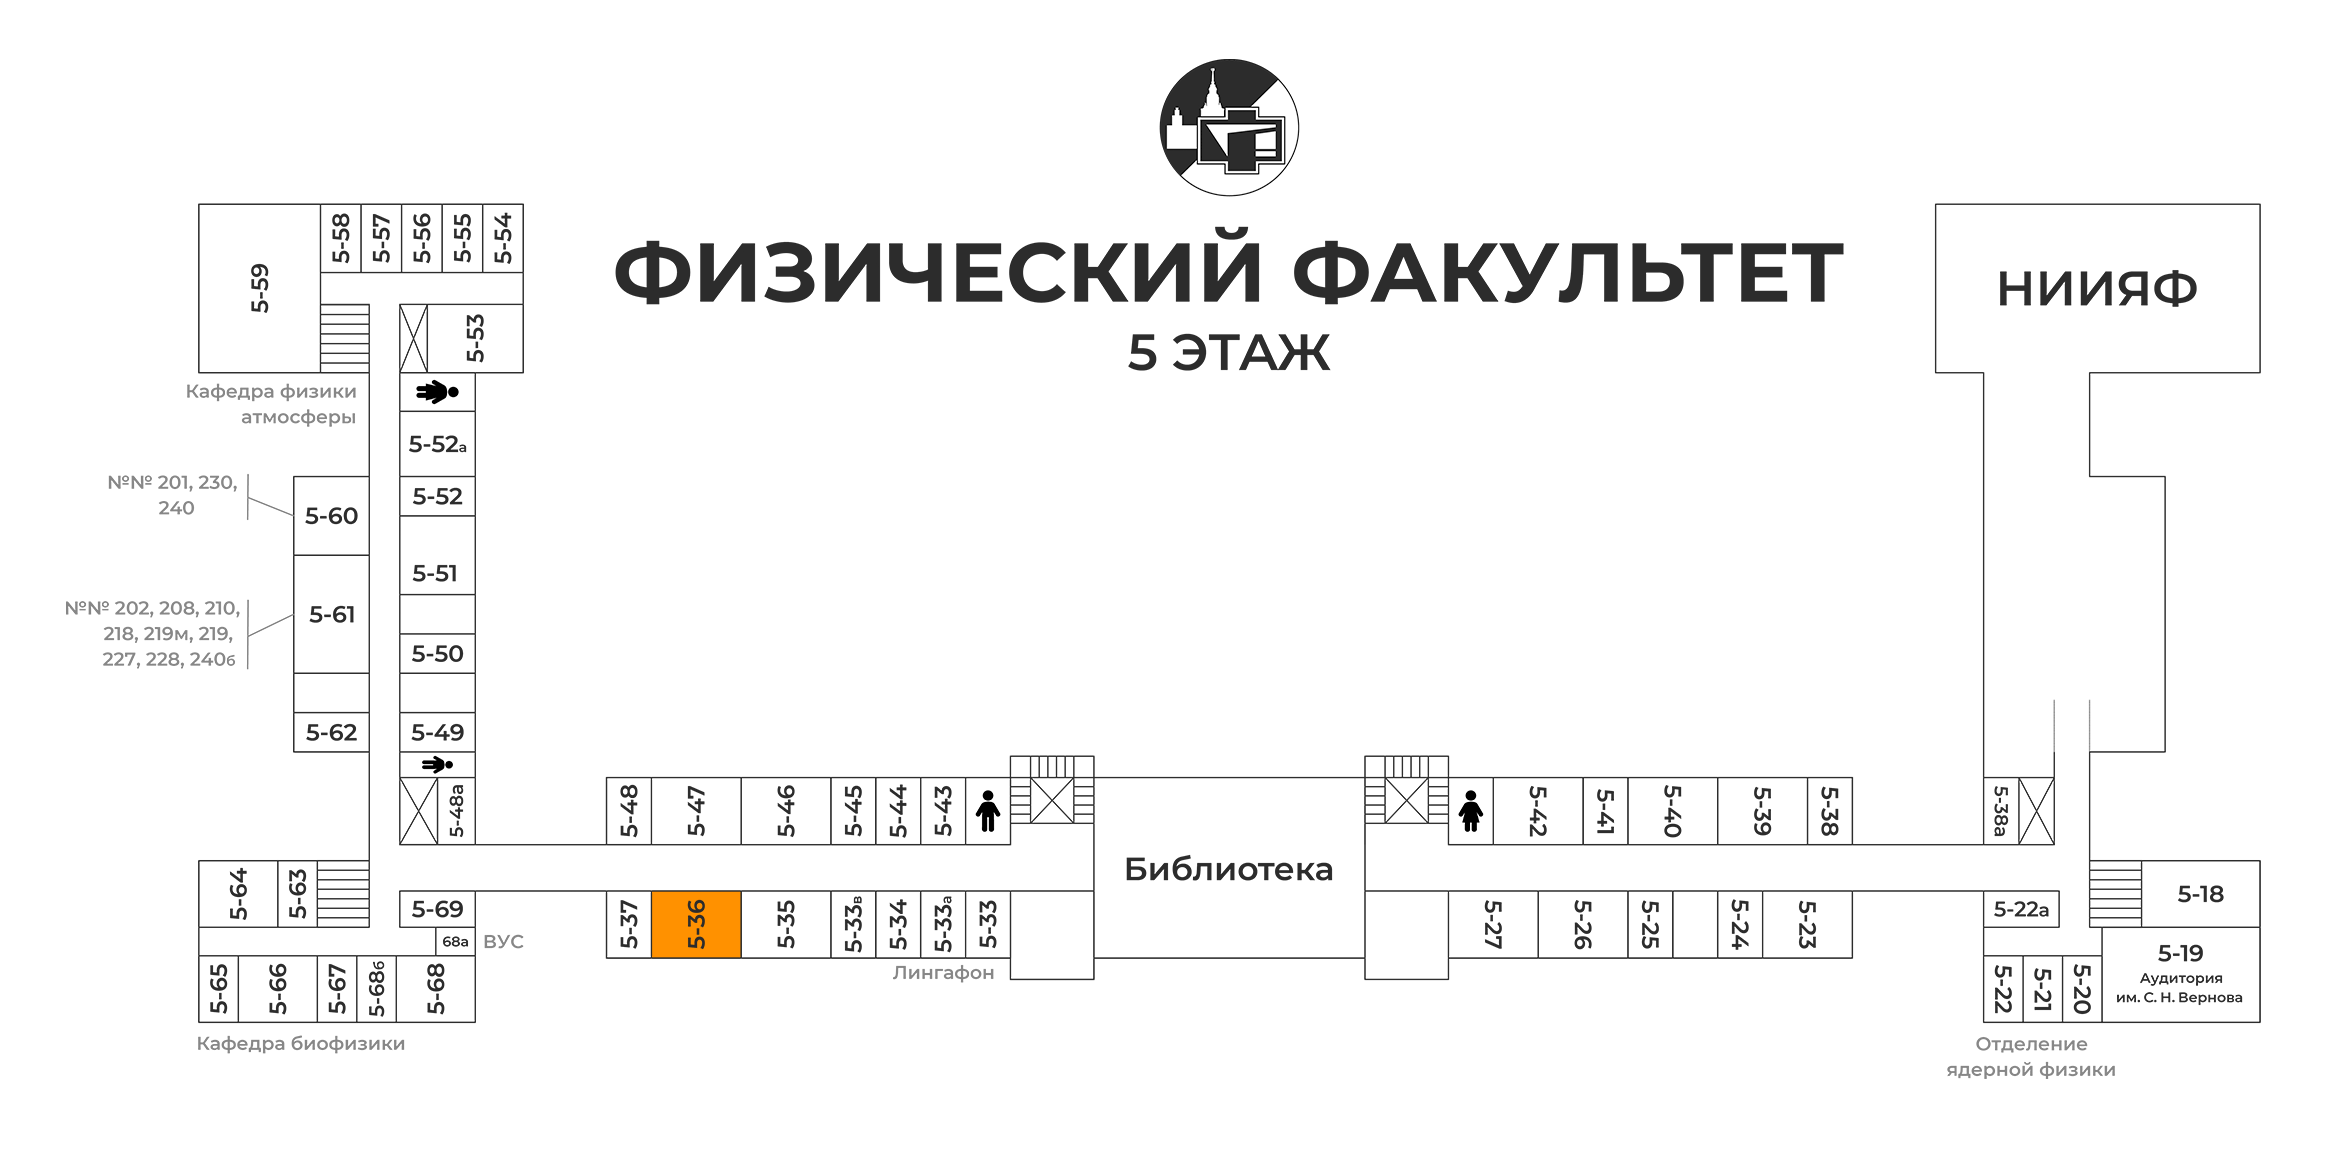 ФИЗИЧЕСКИЙ ФАКУЛЬТЕТ
5 ЭТАЖ
5-59
5-58
5-57
5-56
5-55
5-54
5-53
Кафедра физики
атмосферы
5-52а
5-52
5-51
5-50
5-49
5-48а
№№ 201, 230,
240
5-60
№№ 202, 208, 210,
218, 219м, 219,
227, 228, 240б
5-61
5-62
5-64
5-63
5-69
68а
ВУС
5-65
5-66
5-67
5-68б
5-68
Кафедра биофизики
5-48
5-47
5-46
5-45
5-44
5-43
5-37
5-36
5-35
5-33в
5-34
5-33а
5-33
Лингафон
Библиотека
5-42
5-41
5-40
5-39
5-38
5-27
5-26
5-25
5-24
5-23
НИИЯФ
5-38а
5-22а
5-18
5-19
Аудитория
им. С. Н. Вернова
5-22
5-21
5-20
Отделение
ядерной физики